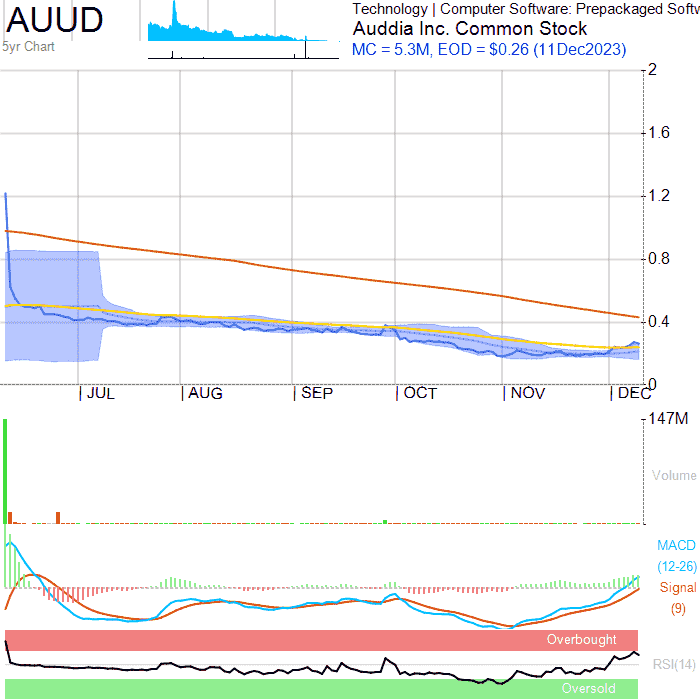 AUUD
5yr Chart
Technology | Computer Software: Prepackaged Softw
Auddia Inc. Common Stock
MC = 5.3M, EOD = $0.26 (11Dec2023)
2
1.6
1.2
0.8
0.4
0
JUL AUG SEP OCT NOV DEC
147M
Volume
MACD
(12-26)
Signal
(9)
Overbought
RSI(14)
Oversold